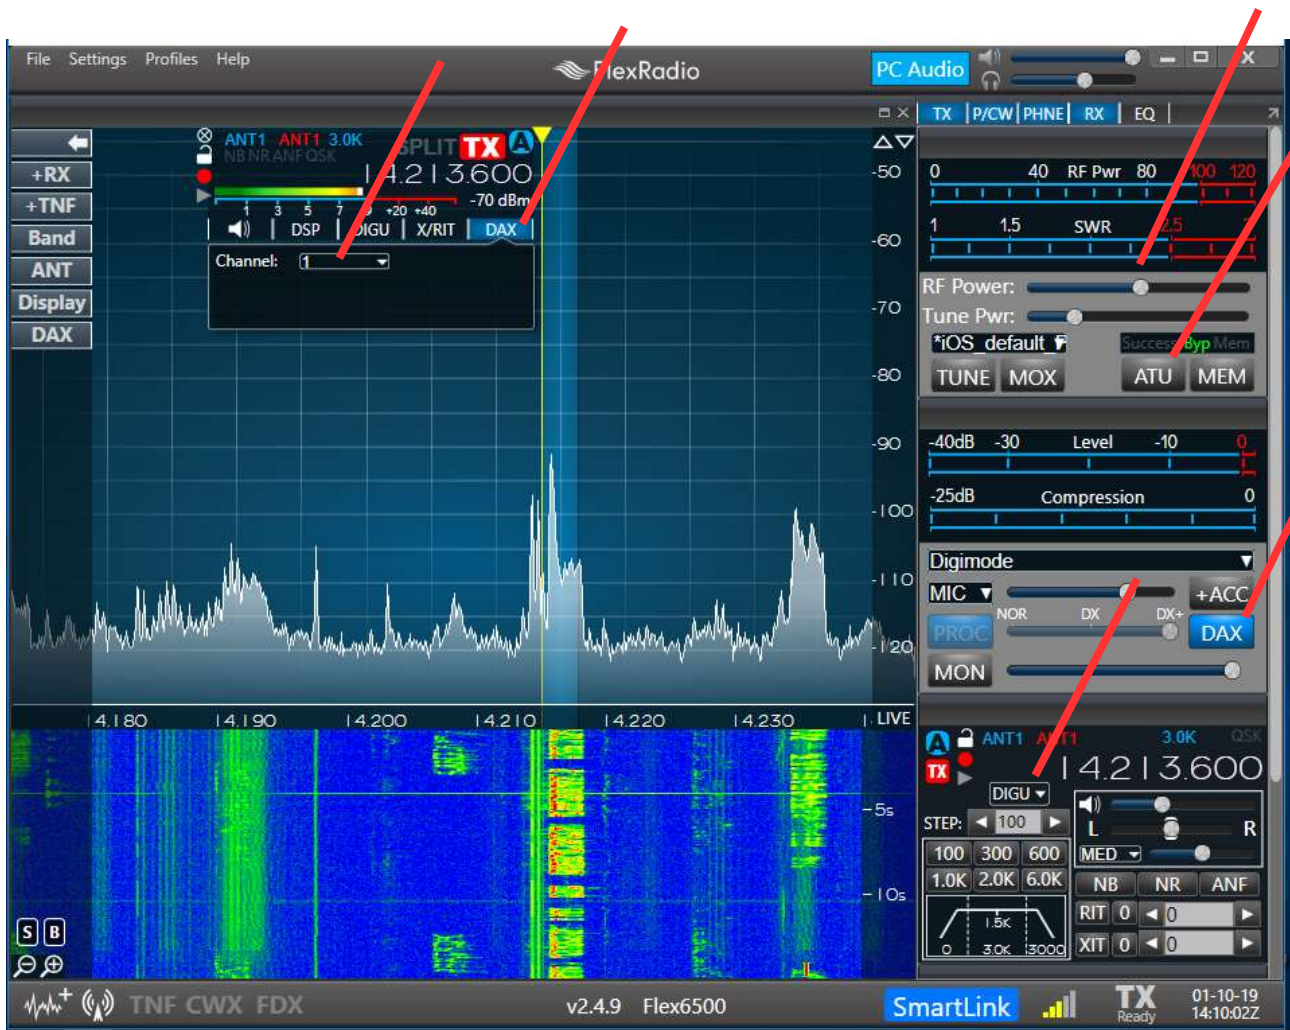 File Settings Profiles Help
FlexRadio
PC Audio
X
TX P/CW PHNE RX EQ
ANT1 ANT1 3.0K
NB NR ANF QSK
SPLIT TX A
14.213.600
1 3 5 7 9 +20 +40
-70 dBm
DSP DIGU X/RIT DAX
Channel: 1
+RX
+TNF
Band
ANT
Display
DAX
-50
-60
-70
-80
-90
-100
-110
-120
14.180 14.190 14.200 14.210 14.220 14.230 LIVE
-5s
-10s
S B
0 40 RF Pwr 80 100 120
1 1.5 SWR 2.5
RF Power:
Tune Pwr:
*iOS_default_
Success Byp Mem
TUNE MOX ATU MEM
-40dB -30 Level -10 0
-25dB Compression 0
Digimode
MIC +ACC
NOR DX DX+
PROC DAX
MON
A ANT1 ANT1 3.0K QSK
TX 14.213.600
DIGU
STEP: 100
L R
100 300 600 MED
1.0K 2.0K 6.0K NB NR ANF
1.5K
0 3.0K 3000
RIT 0 0
XIT 0 0
TNF CWX FDX
v2.4.9 Flex6500
SmartLink
TX
Ready
01-10-19
14:10:02Z